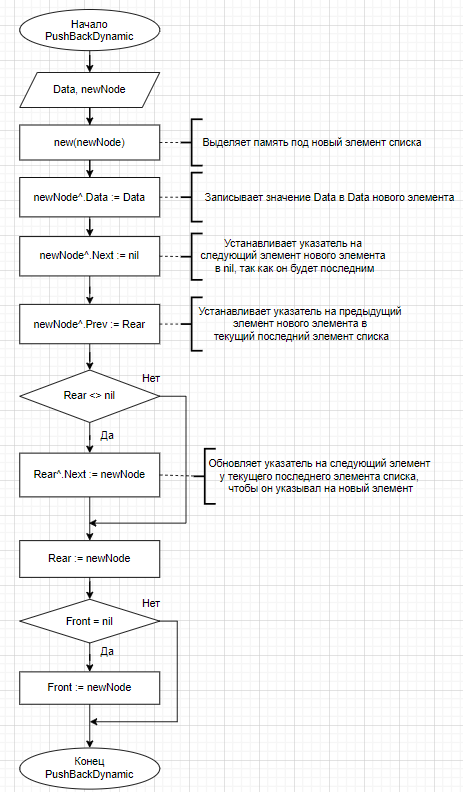 Начало
PushBackDynamic
Data, newNode
new(newNode)
Выделяет память под новый элемент списка
newNode^.Data := Data
Записывает значение Data в Data нового элемента
newNode^.Next := nil
Устанавливает указатель на
следующий элемент нового элемента
в nil, так как он будет последним
newNode^.Prev := Rear
Устанавливает указатель на предыдущий
элемент нового элемента в
текущий последний элемент списка
Нет
Rear <> nil
Да
Rear^.Next := newNode
Обновляет указатель на следующий элемент
у текущего последнего элемента списка,
чтобы он указывал на новый элемент
Rear := newNode
Нет
Front = nil
Да
Front := newNode
Конец
PushBackDynamic